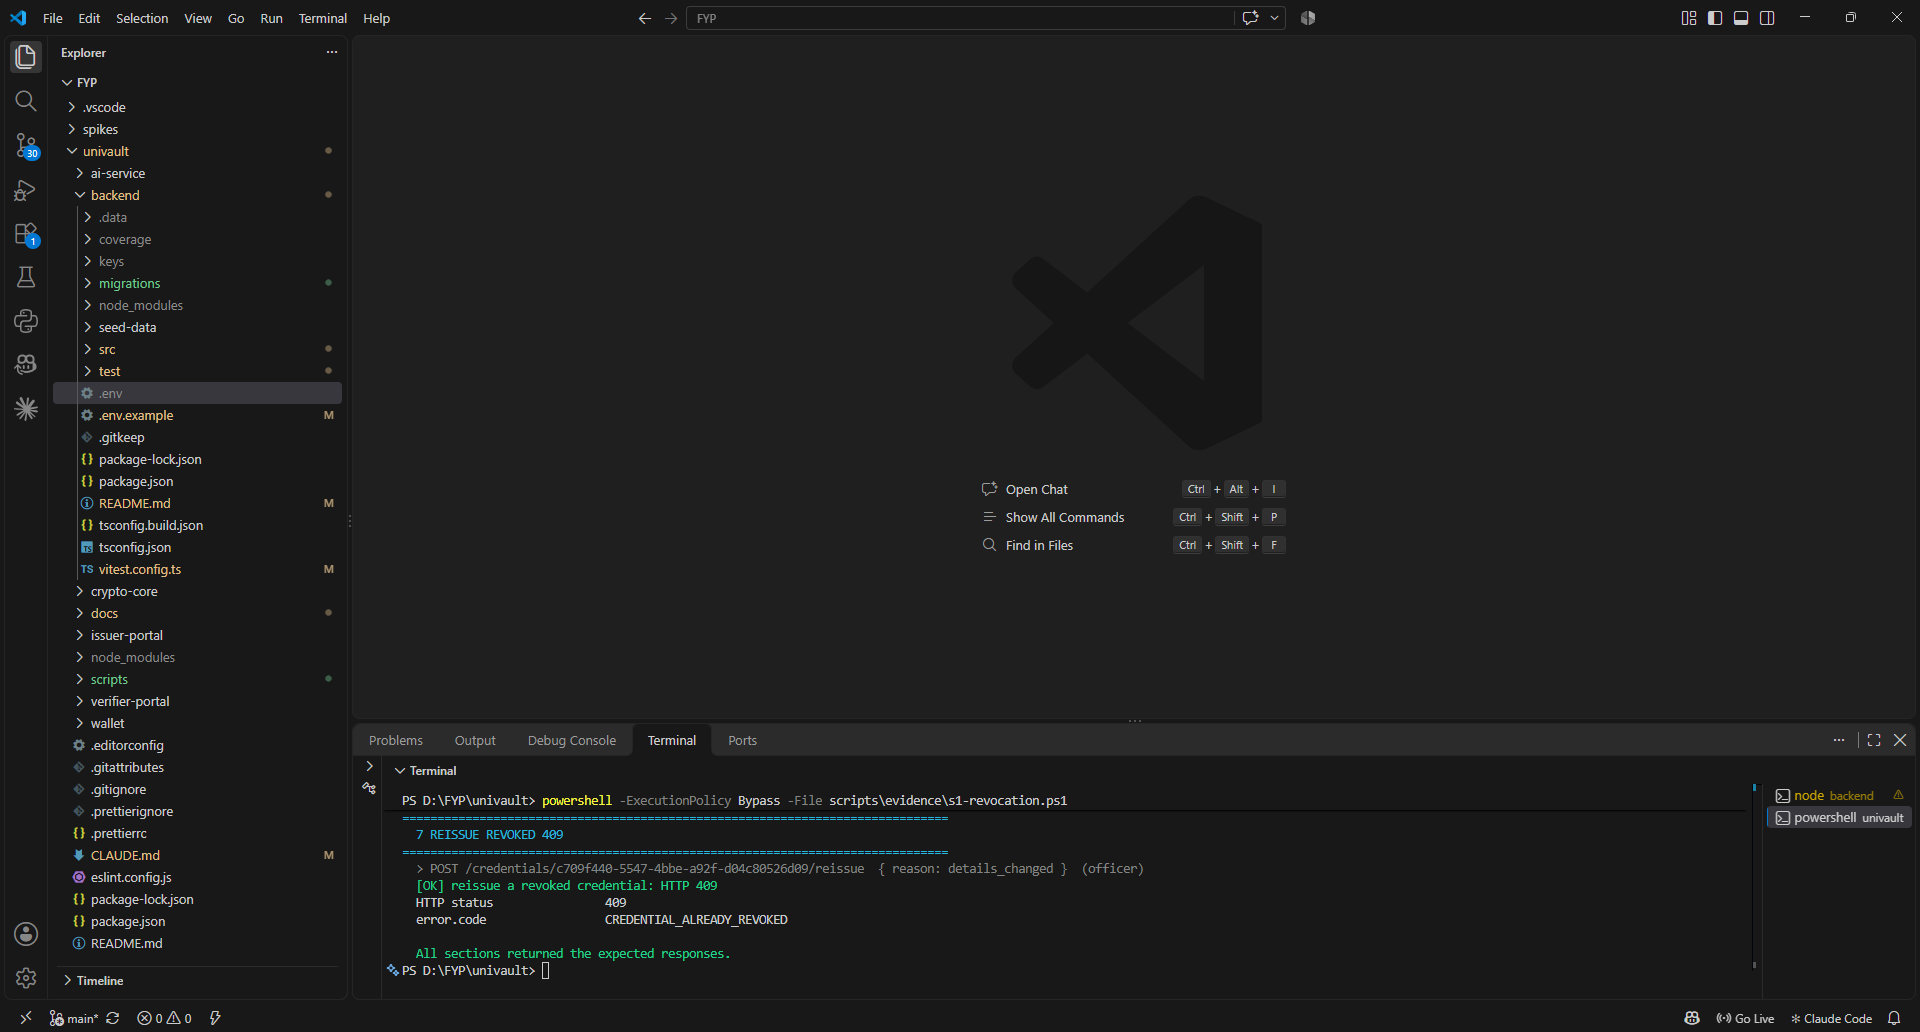 File Edit Selection View Go Run Terminal Help
FYP
Explorer
FYP
.vscode
spikes
30
univault
ai-service
backend
.data
1
coverage
keys
migrations
node_modules
seed-data
src
test
.env
.env.example M
.gitkeep
package-lock.json
package.json
README.md M
tsconfig.build.json
TS tsconfig.json
TS vitest.config.ts M
crypto-core
docs
issuer-portal
node_modules
scripts
verifier-portal
wallet
.editorconfig
.gitattributes
.gitignore
.prettierignore
.prettierrc
CLAUDE.md M
eslint.config.js
package-lock.json
package.json
README.md
Timeline
Open Chat Ctrl + Alt + I
Show All Commands Ctrl + Shift + P
Find in Files Ctrl + Shift + F
Problems Output Debug Console Terminal Ports
Terminal
PS D:\FYP\univault> powershell -ExecutionPolicy Bypass -File scripts\evidence\s1-revocation.ps1
==============================================================================
7 REISSUE REVOKED 409
==============================================================================
> POST /credentials/c709f440-5547-4bbe-a92f-d04c80526d09/reissue { reason: details_changed } (officer)
[OK] reissue a revoked credential: HTTP 409
HTTP status 409
error.code CREDENTIAL_ALREADY_REVOKED
All sections returned the expected responses.
PS D:\FYP\univault>
node backend
powershell univault
main* 0 0
Go Live Claude Code